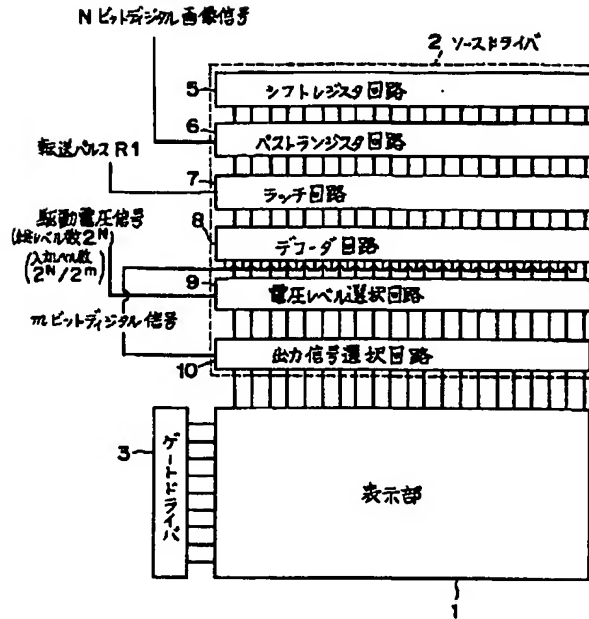 Nビットディジタル画像信号
2 ソースドライバ
5
シフトレジスタ回路
6
パストランジスタ回路
転送パルスR1
7
ラッチ回路
駆動電圧信号
(総レベル数2^N)
(入力レベル数
2^N/2^m)
8
デコーダ回路
9
電圧レベル選択回路
mビットディジタル信号
10
出力信号選択回路
3
ゲートドライバ
表示部
1